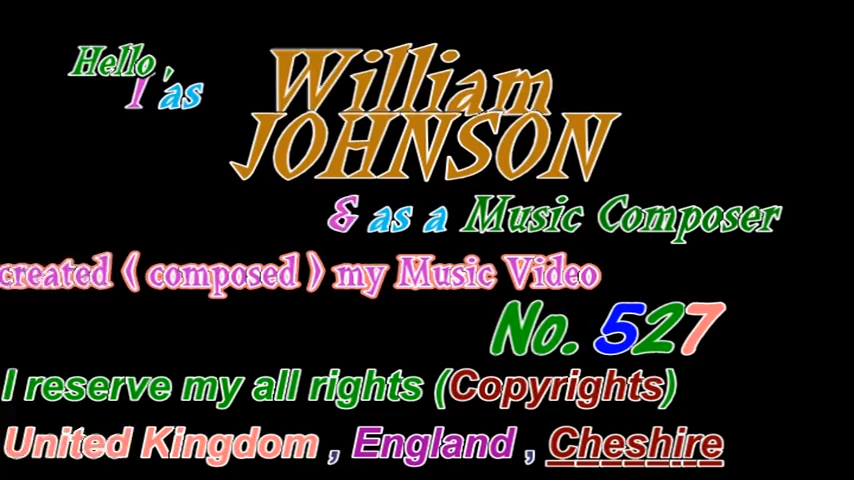 Hello ,
I 'as
William
JOHNSON
& as a Music Composer
created ( composed ) my Music Video
No. 527
I reserve my all rights (Copyrights)
United Kingdom , England , Cheshire